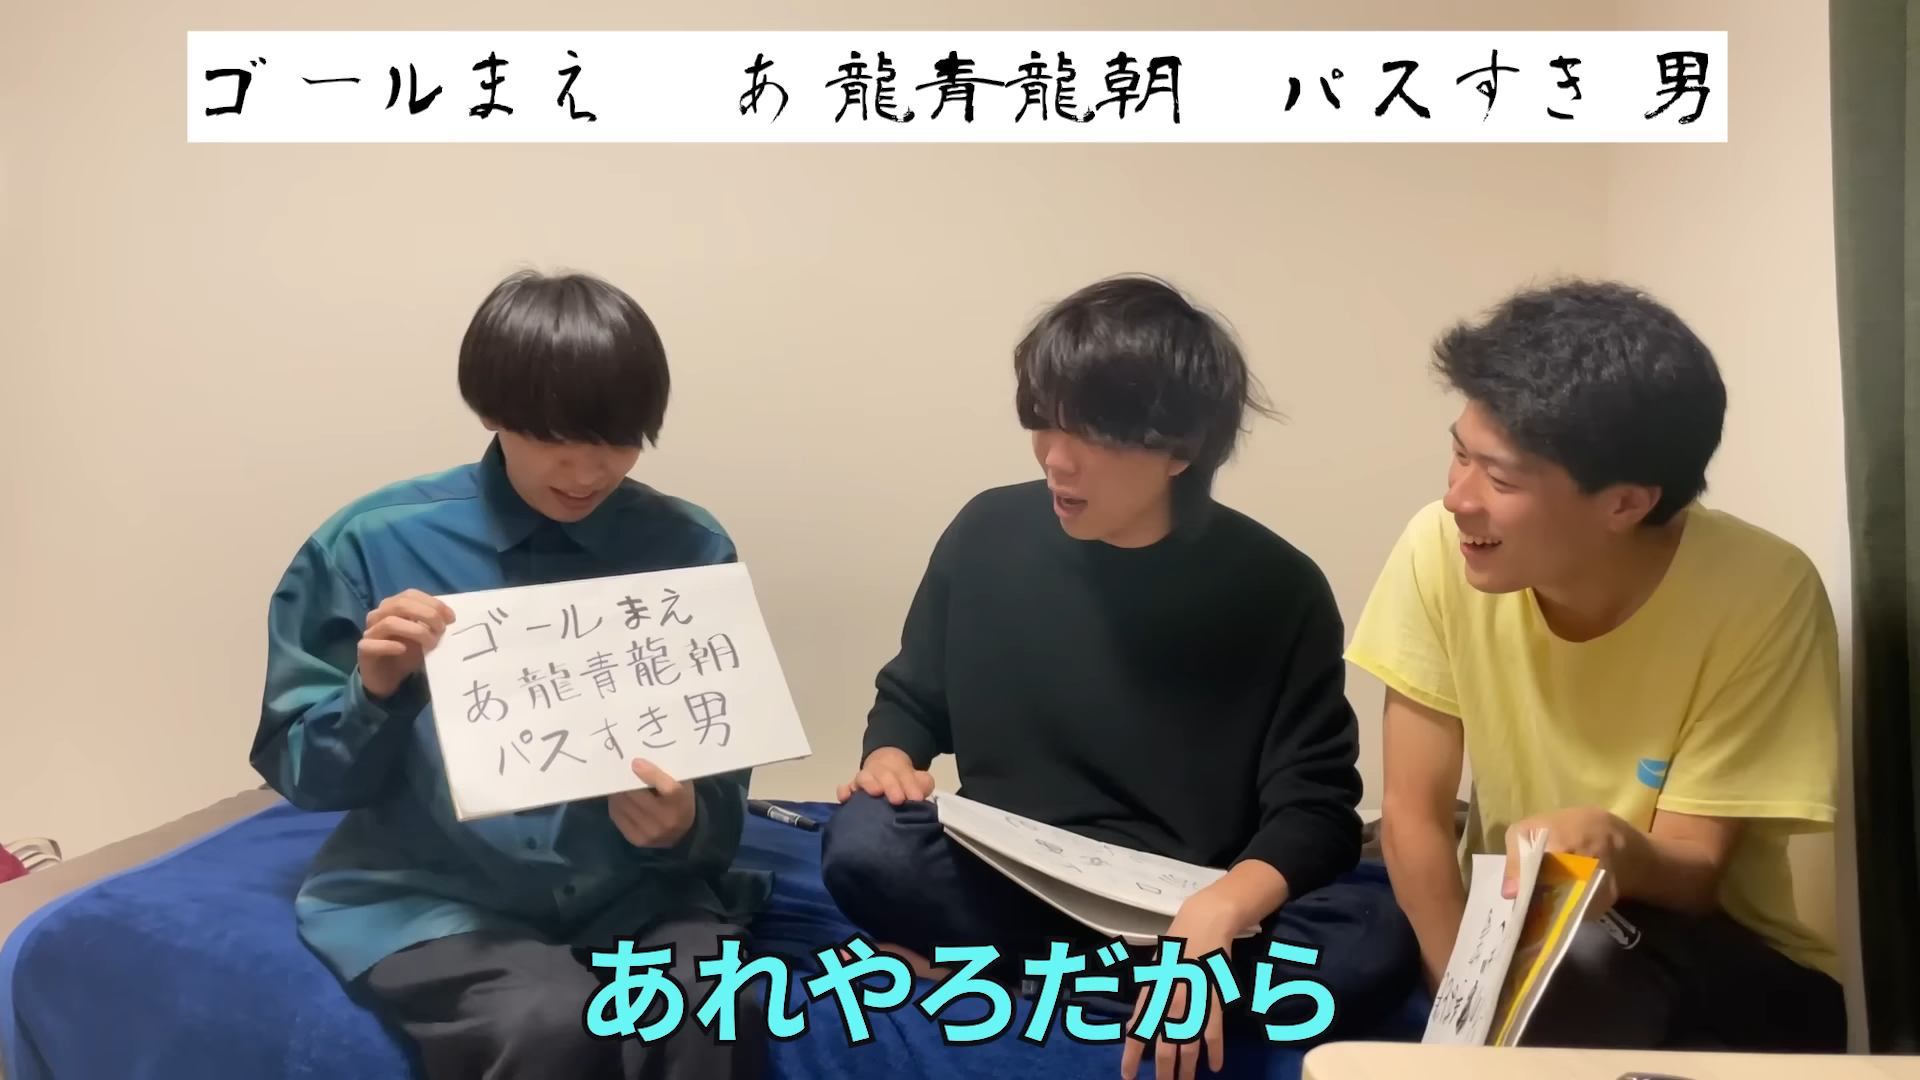 ゴールまえ あ龍青龍朝 パスすき男
ゴールまえ
あ龍青龍朝
パスすき男
あれやろだから